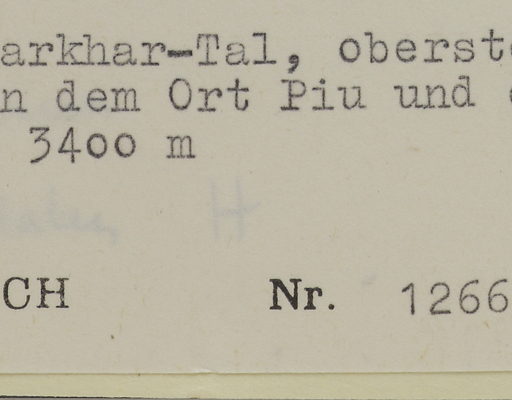 arkhar-Tal, oberst
n dem Ort Piu und
3400 m
H
CH Nr. 1266